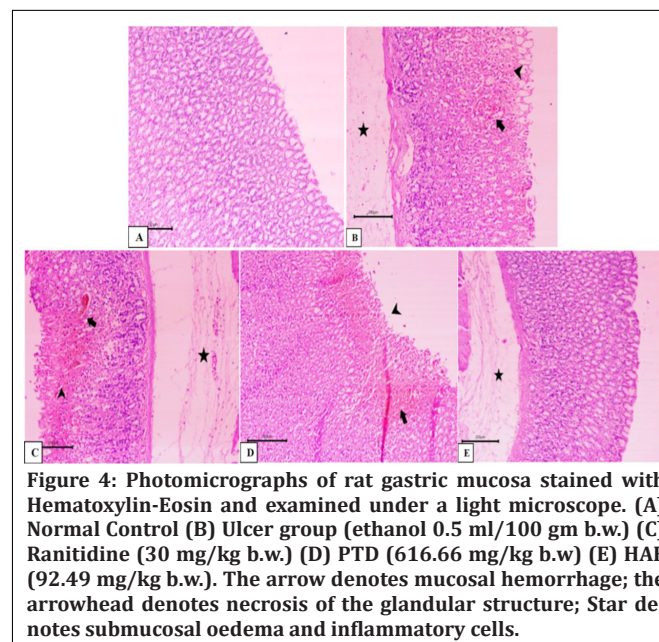 A
B
C
D
E
Figure 4: Photomicrographs of rat gastric mucosa stained with
Hematoxylin-Eosin and examined under a light microscope. (A)
Normal Control (B) Ulcer group (ethanol 0.5 ml/100 gm b.w.) (C)
Ranitidine (30 mg/kg b.w.) (D) PTD (616.66 mg/kg b.w) (E) HAE
(92.49 mg/kg b.w.). The arrow denotes mucosal hemorrhage; the
arrowhead denotes necrosis of the glandular structure; Star de-
notes submucosal oedema and inflammatory cells.